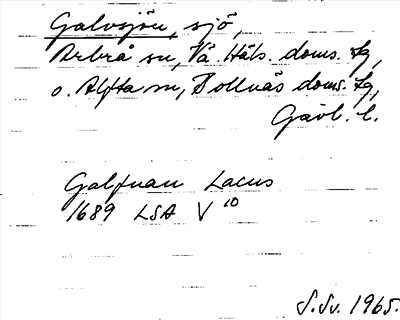 Galvsjön, sjö,
Arbrå sn, Vä. Häls. doms. lg,
o. Alfta sn, Bollnäs doms. lg,
Gävl. l.
Galfuan Lacus
1689 LSA V 10
S.Sv. 1965.